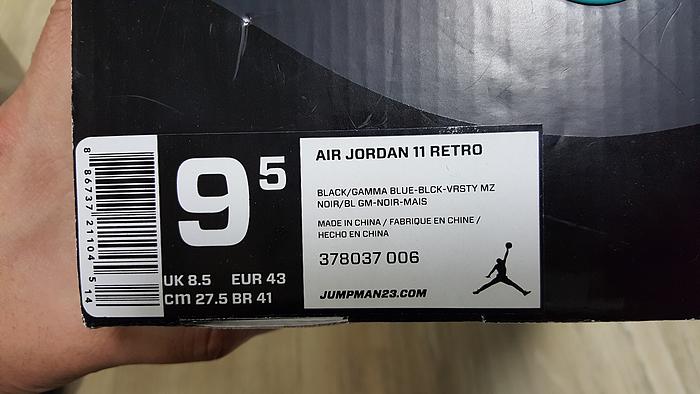 8 86737 21104 5 14
9 5
UK 8.5 EUR 43
cm 27.5 BR 41
AIR JORDAN 11 RETRO
BLACK/GAMMA BLUE-BLCK-VRSTY MZ
NOIR/BL GM-NOIR-MAIS
MADE IN CHINA / FABRIQUE EN CHINE /
HECHO EN CHINA
378037 006
JUMPMAN23.COM